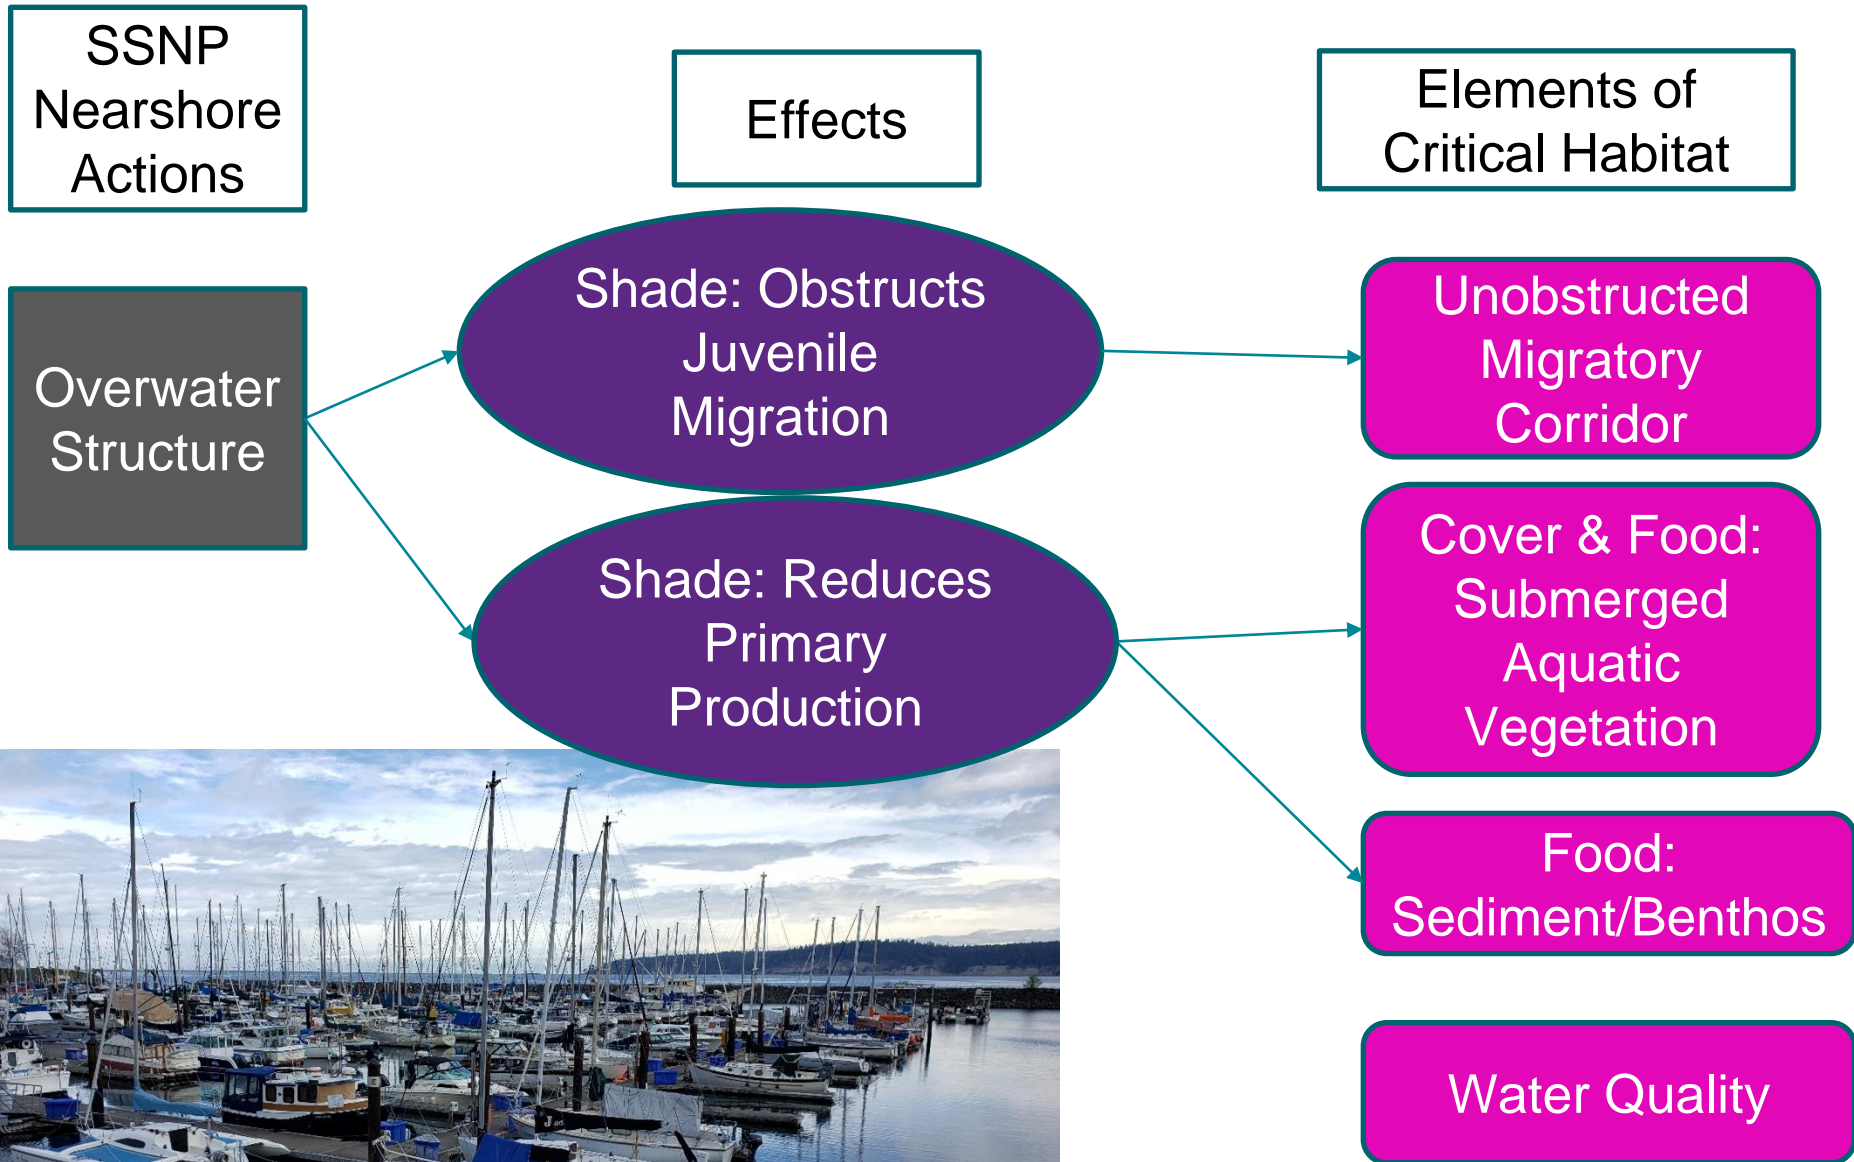 SSNP
Nearshore
Actions
Effects
Elements of
Critical Habitat
Overwater
Structure
Shade: Obstructs
Juvenile
Migration
Shade: Reduces
Primary
Production
Unobstructed
Migratory
Corridor
Cover & Food:
Submerged
Aquatic
Vegetation
Food:
Sediment/Benthos
Water Quality